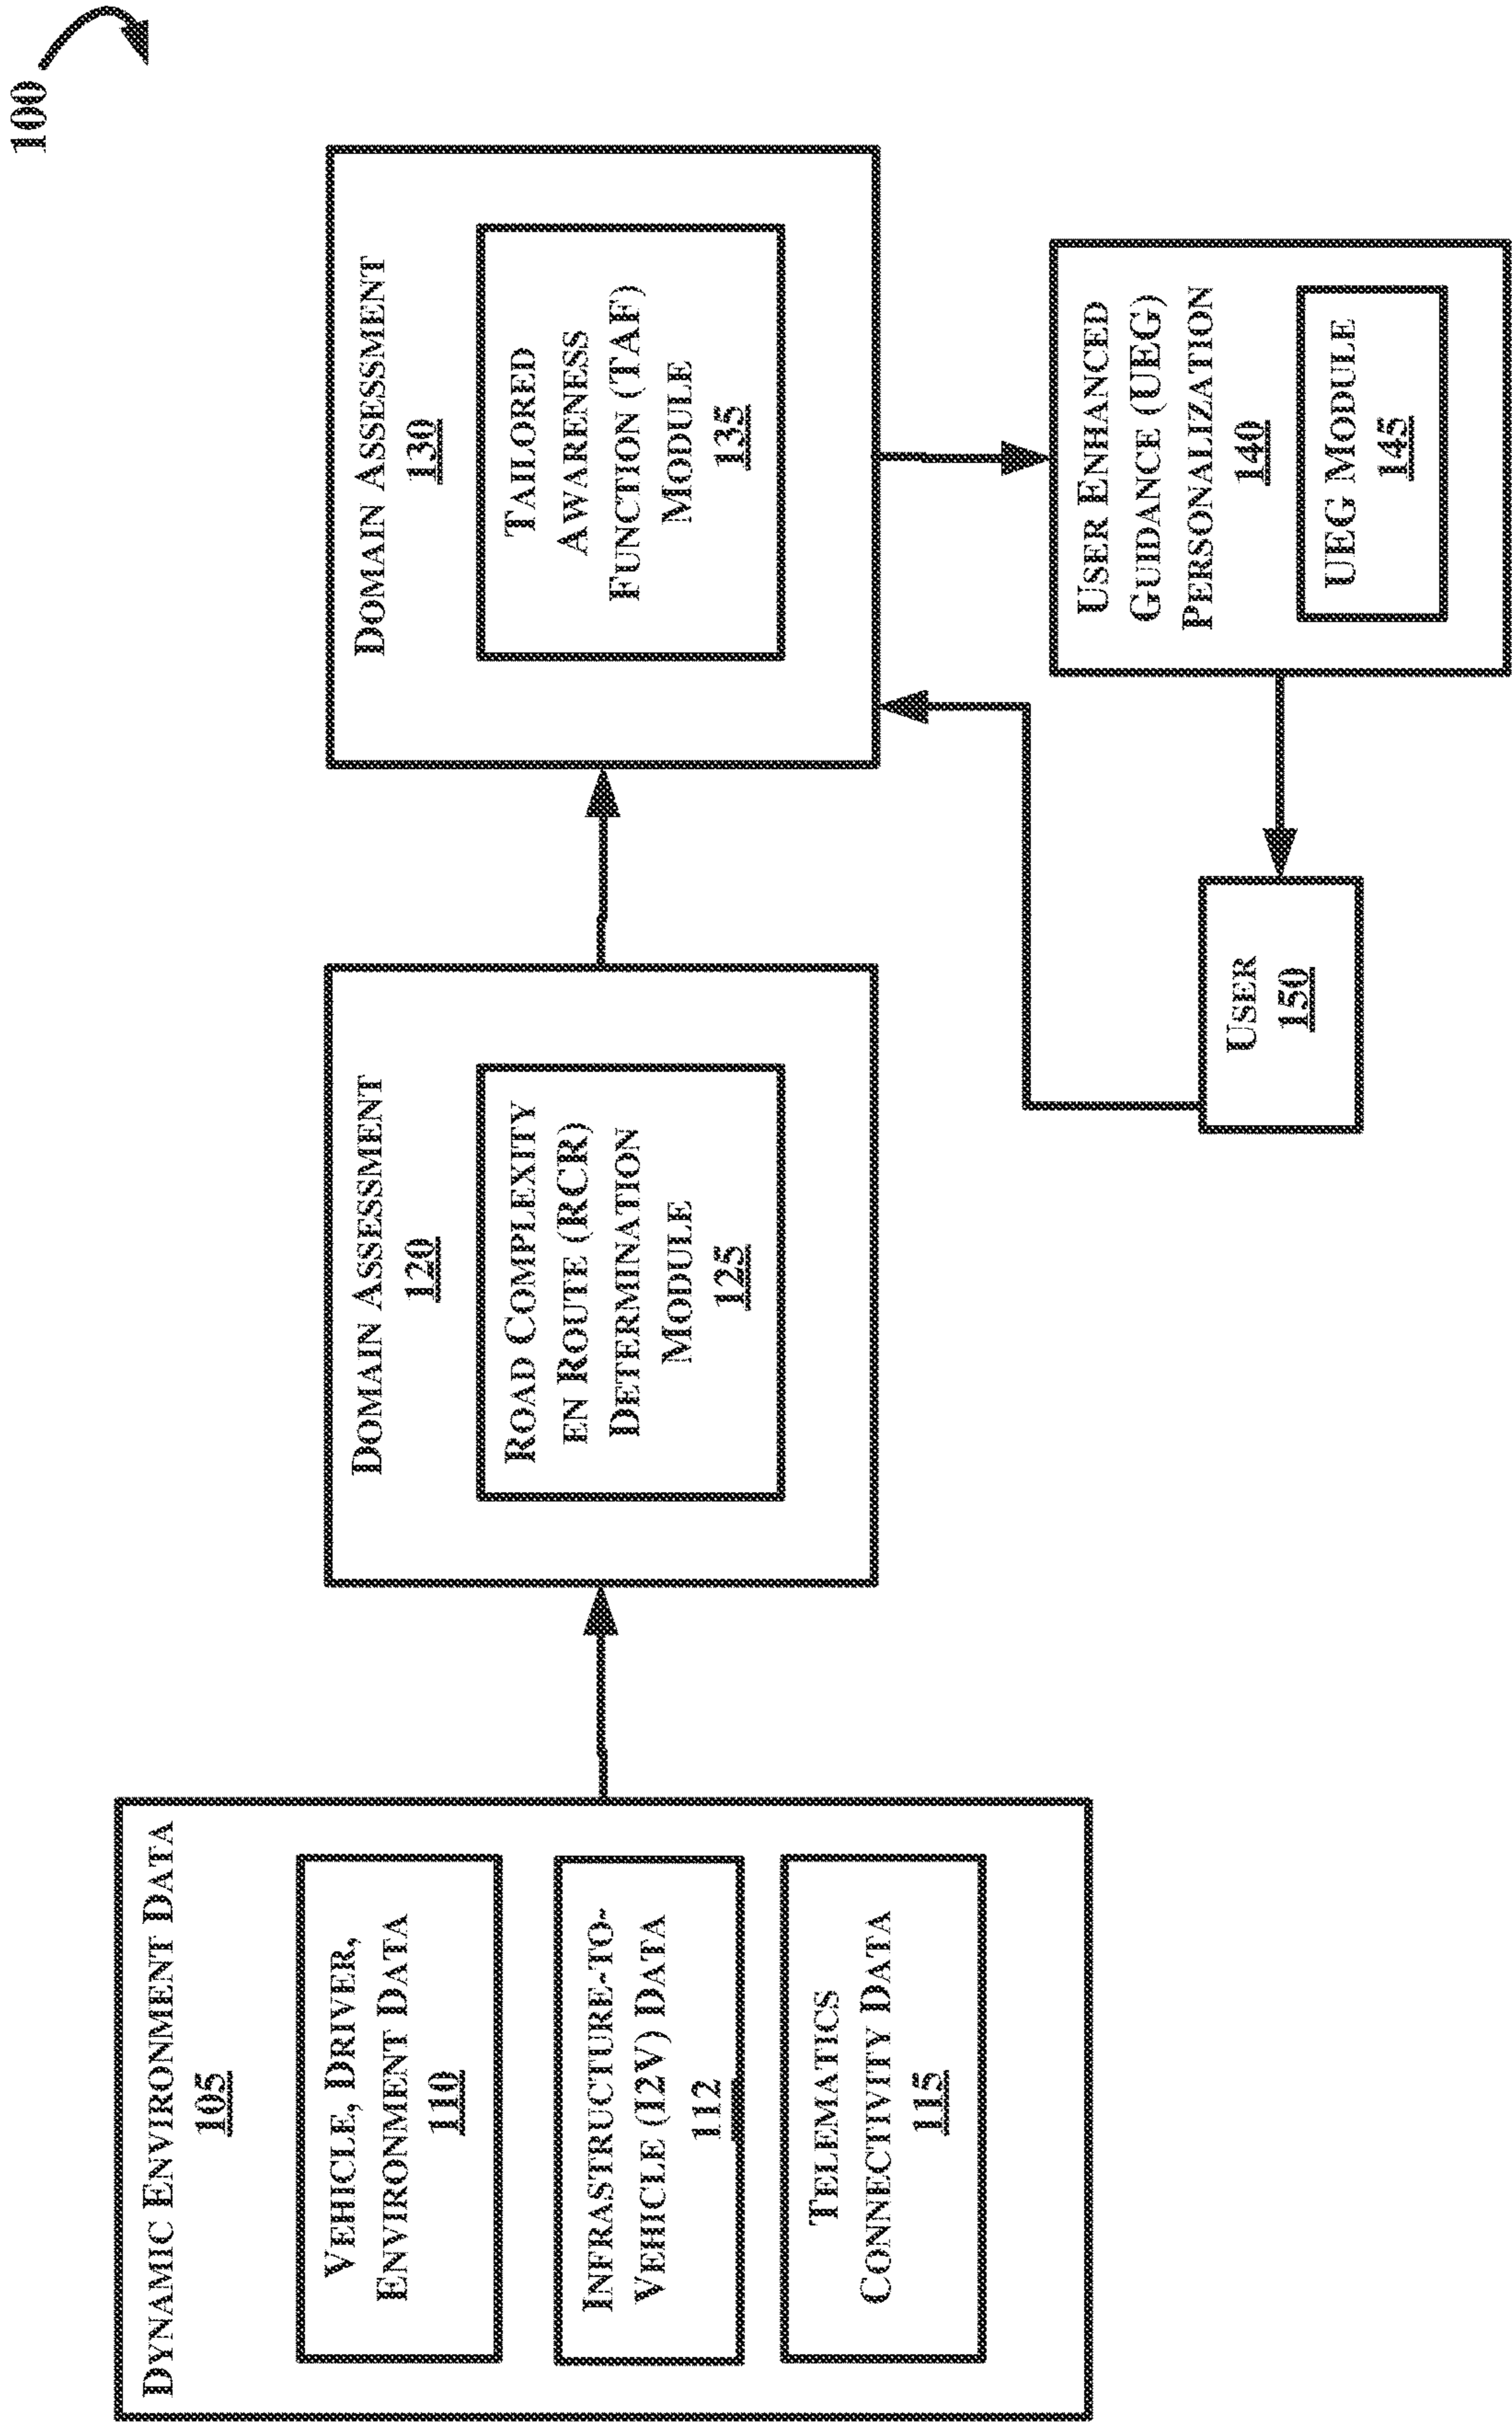 100
DYNAMIC ENVIRONMENT DATA
105
VEHICLE, DRIVER,
ENVIRONMENT DATA
110
INFRASTRUCTURE-TO-
VEHICLE (I2V) DATA
112
TELEMATICS
CONNECTIVITY DATA
115
DOMAIN ASSESSMENT
120
ROAD COMPLEXITY
EN ROUTE (RCR)
DETERMINATION
MODULE
125
DOMAIN ASSESSMENT
130
TAILORED
AWARENESS
FUNCTION (TAF)
MODULE
135
USER ENHANCED
GUIDANCE (UEG)
PERSONALIZATION
140
UEG MODULE
145
USER
150